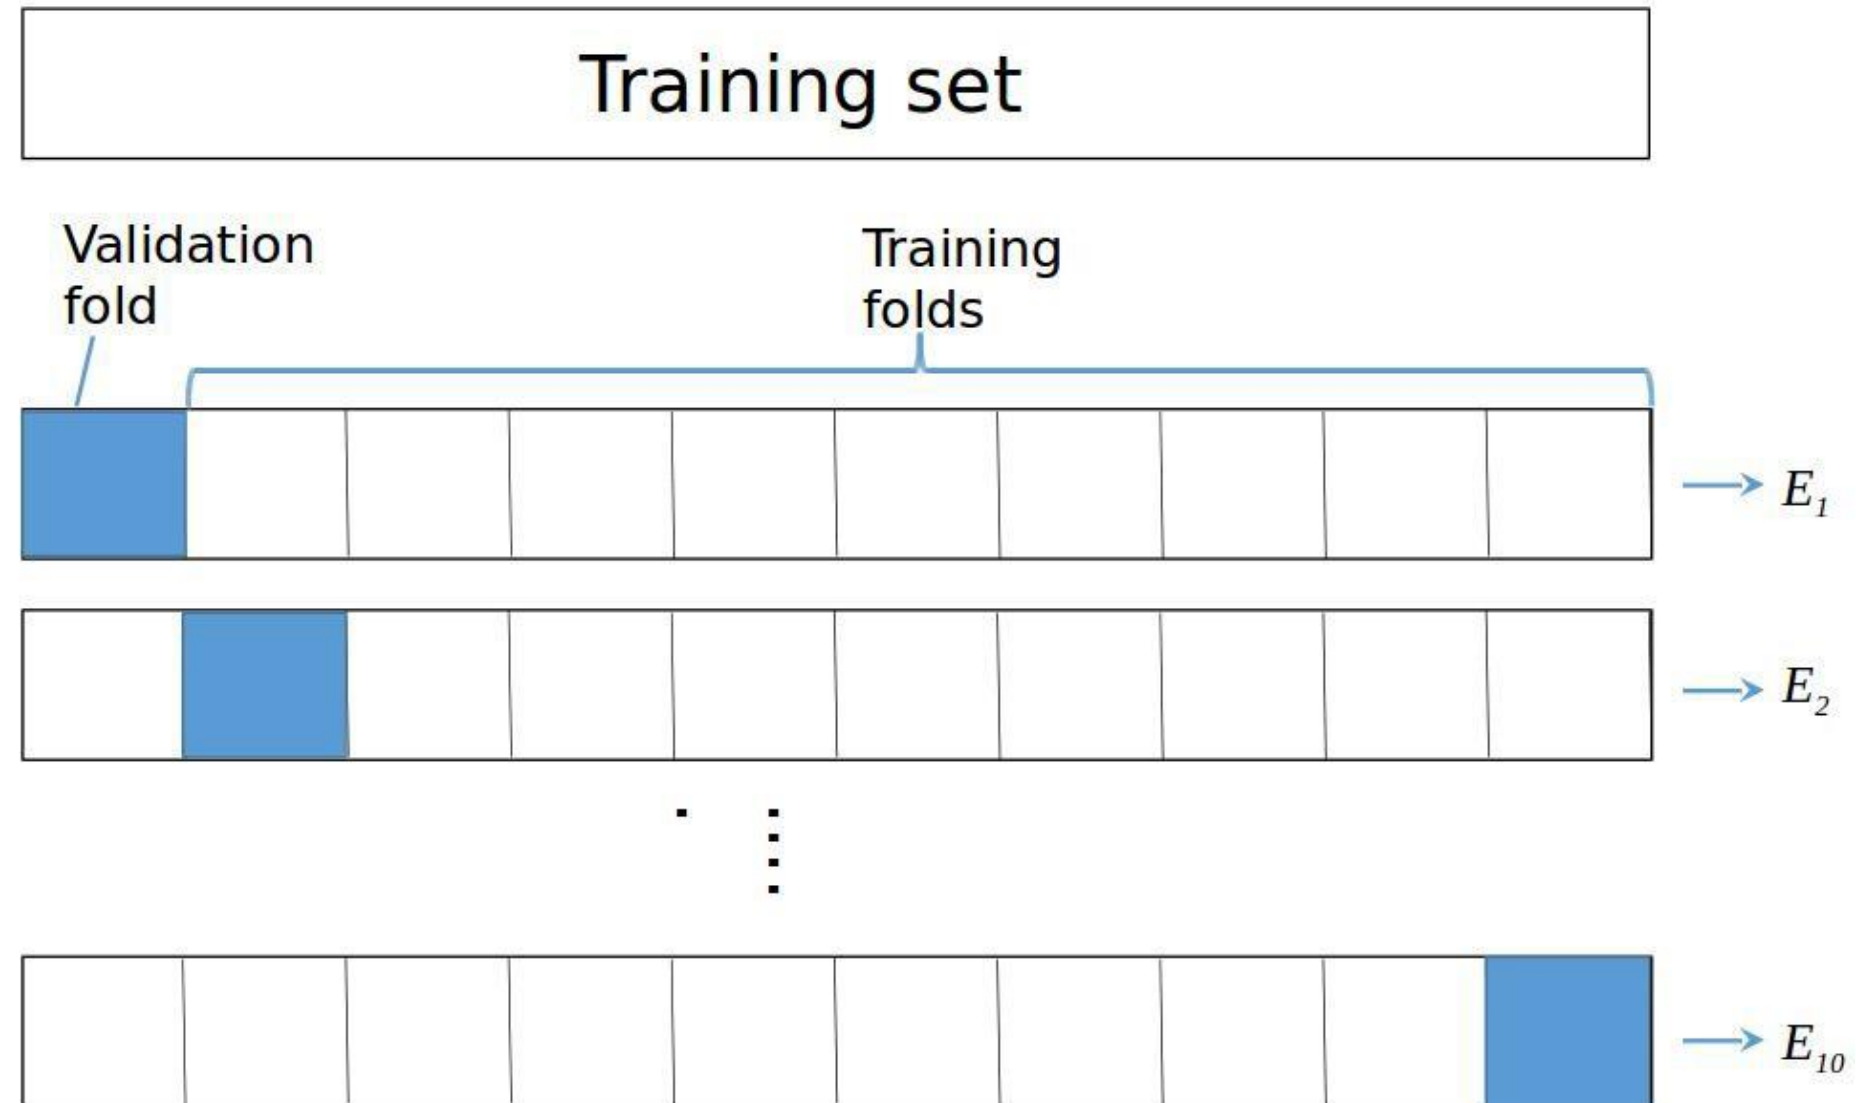 Training set
Validation
fold
Training
folds
E1
E2
E10